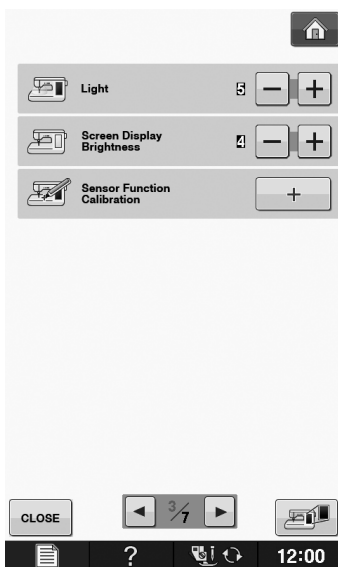 Light 5 − +
Screen Display
Brightness 4 − +
Sensor Function
Calibration +
CLOSE 3/7
? 12:00